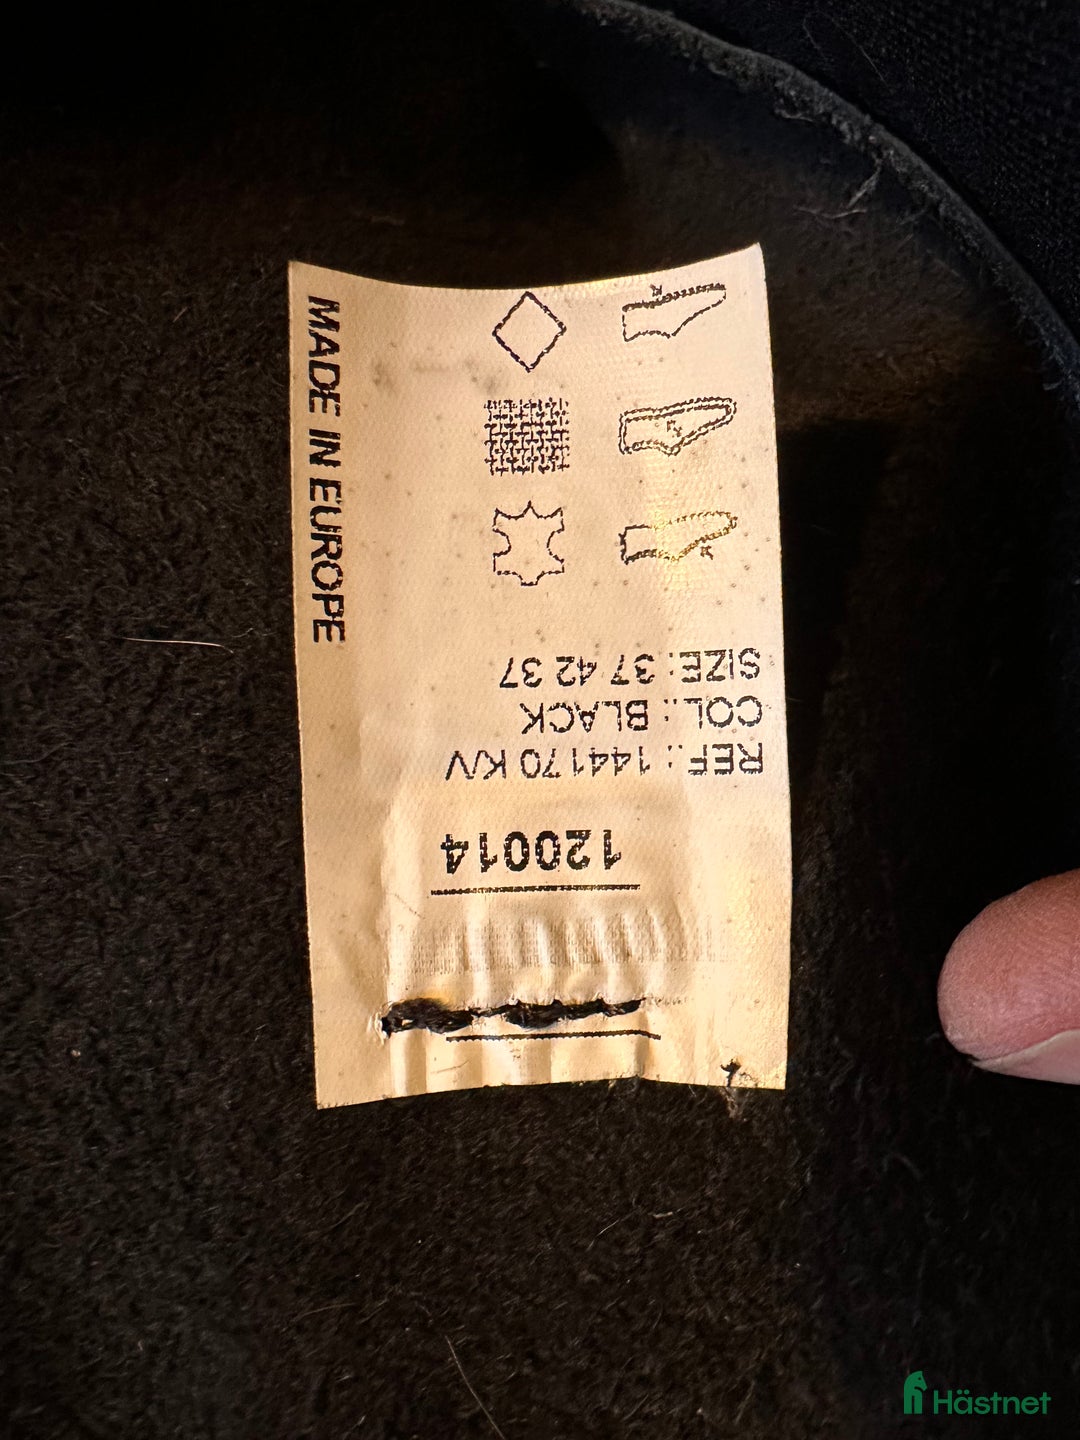 120014
REF.: 144170 K/V
COL.: BLACK
SIZE: 37 42 37
MADE IN EUROPE
Hästnet